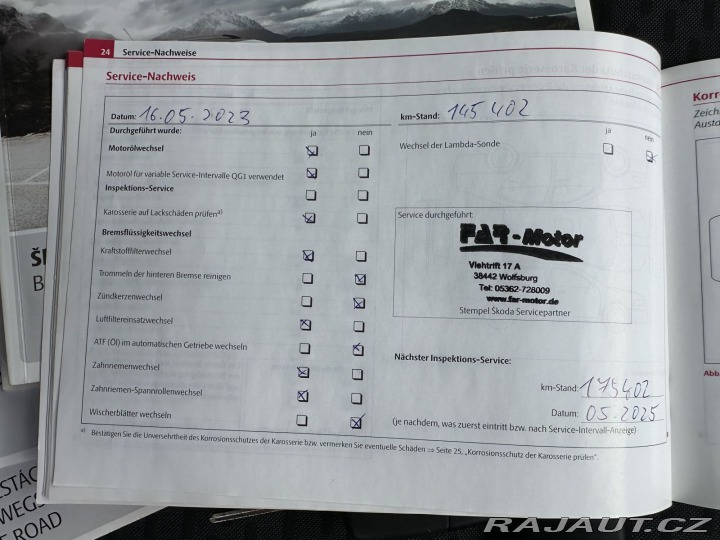 24 Service-Nachweise
Service-Nachweis
Datum: 16.05.2023
km-Stand: 145 402
Durchgeführt wurde: ja nein
ja nein
Motorölwechsel
Wechsel der Lambda-Sonde
Motoröl für variable Service-Intervalle QG1 verwendet
Inspektions-Service
Karosserie auf Lackschäden prüfen a)
Bremsflüssigkeitswechsel
Kraftstoffilterwechsel
Trommeln der hinteren Bremse reinigen
Zündkerzenwechsel
Luftfiltereinsatzwechsel
ATF (Öl) im automatischen Getriebe wechseln
Zahnriemenwechsel
Zahnriemen-Spannrollenwechsel
Wischerblätter wechseln
Service durchgeführt:
FAR-Motor
Viehtrift 17 A
38442 Wolfsburg
Tel: 05362-728009
www.far-motor.de
Stempel Škoda Servicepartner
Nächster Inspektions-Service:
km-Stand: 175402
Datum: 05.2025
(je nachdem, was zuerst eintritt bzw. nach Service-Intervall-Anzeige)
a) Bestätigen Sie die Unversehrtheit des Korrosionsschutzes der Karosserie bzw. vermerken Sie eventuelle Schäden ⇒ Seite 25, „Korrosionsschutz der Karosserie prüfen".
Korr
Zeich
Austa
Abb
ROAD
RAJAUT.CZ